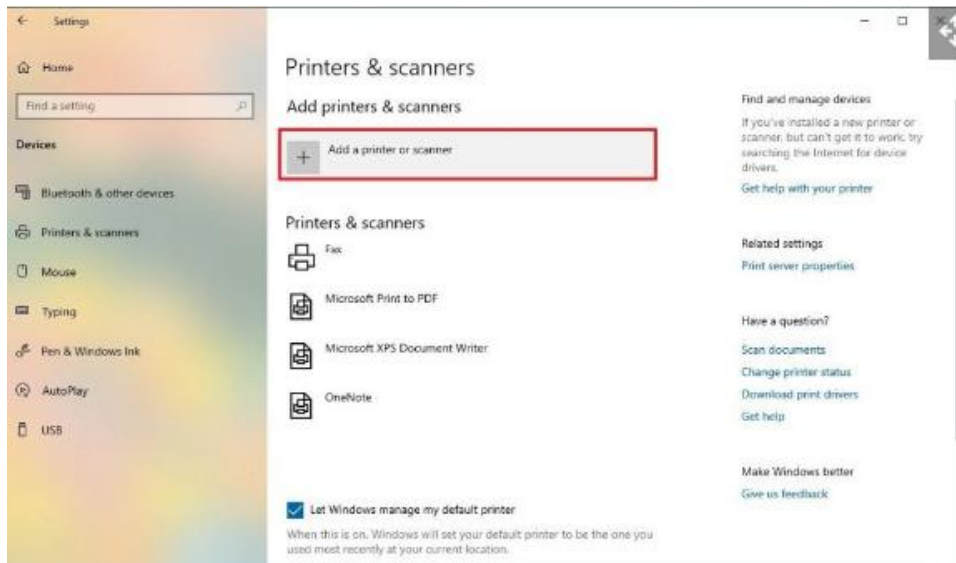 Settings
Home
Find a setting
Devices
Bluetooth & other devices
Printers & scanners
Mouse
Typing
Pen & Windows Ink
AutoPlay
USB
Printers & scanners
Add printers & scanners
Add a printer or scanner
Printers & scanners
Fax
Microsoft Print to PDF
Microsoft XPS Document Writer
OneNote
Let Windows manage my default printer
When this is on, Windows will set your default printer to be the one you
used most recently at your current location.
Find and manage devices
If you've installed a new printer or
scanner, but can't get it to work, try
searching the Internet for device
drivers.
Get help with your printer
Related settings
Print server properties
Have a question?
Scan documents
Change printer status
Download print drivers
Get help
Make Windows better
Give us feedback